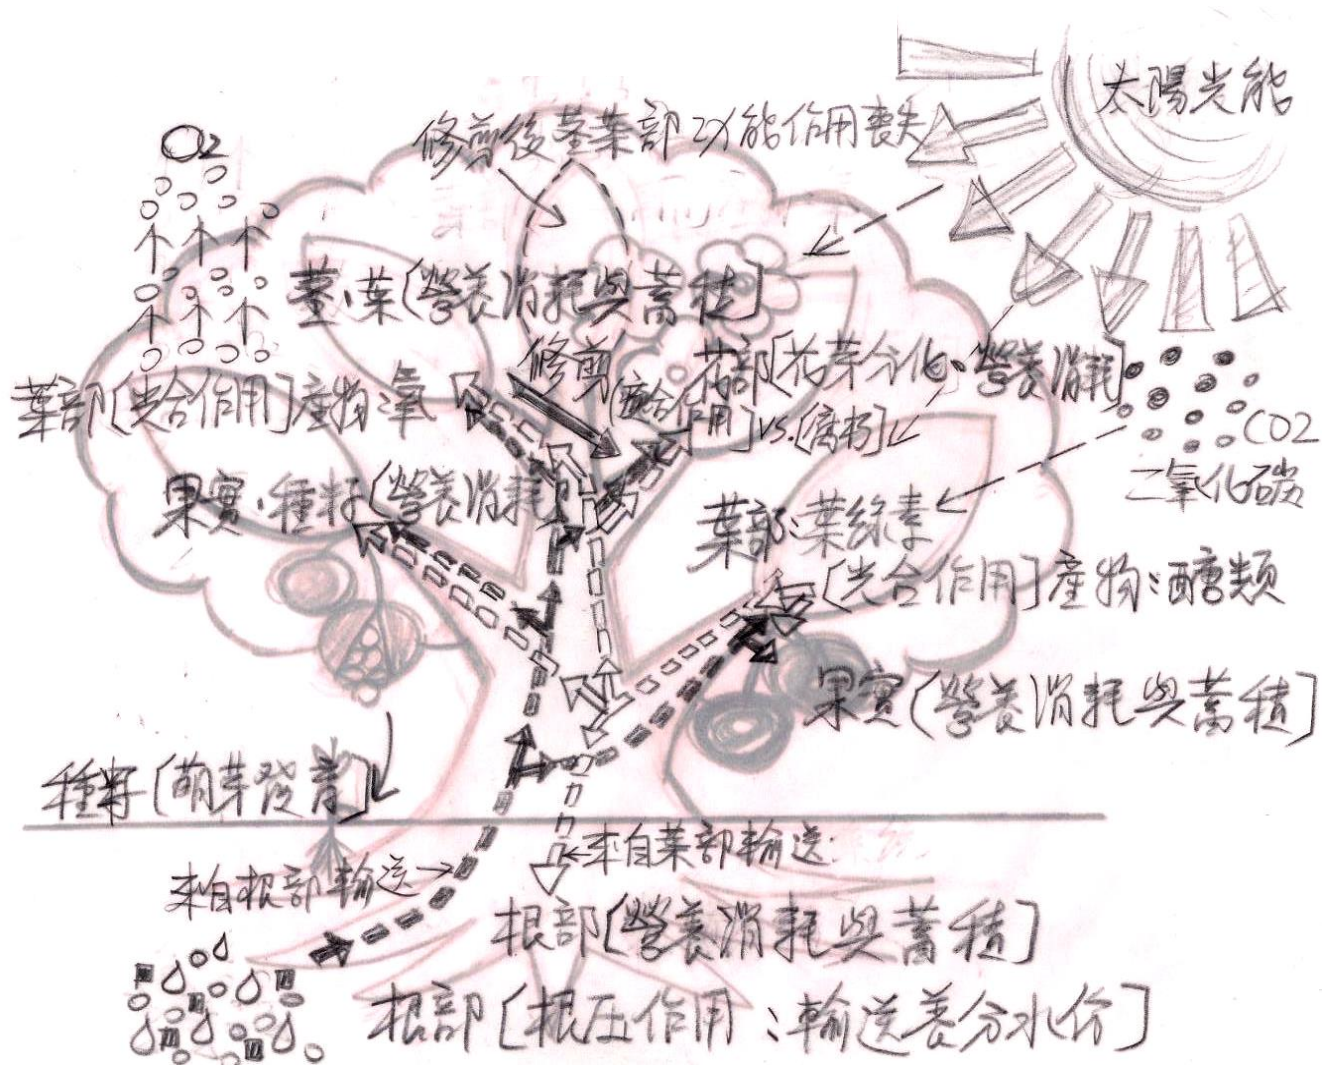 太陽光能
修剪後莖葉部功能作用喪失
O2
莖、葉(營養消耗與蓄積]
修剪
花部[花芽分化、營養消耗]
葉部[光合作用]產物:氧
[癒合作用]vs.[腐朽]
CO2
二氧化碳
果實、種籽(營養消耗)
葉部:葉綠素
[光合作用]產物:醣類
果實(營養消耗與蓄積]
種籽[萌芽發育]
來自葉部輸送
來自根部輸送
根部[營養消耗與蓄積]
根部[根压作用:輸送養分水份]